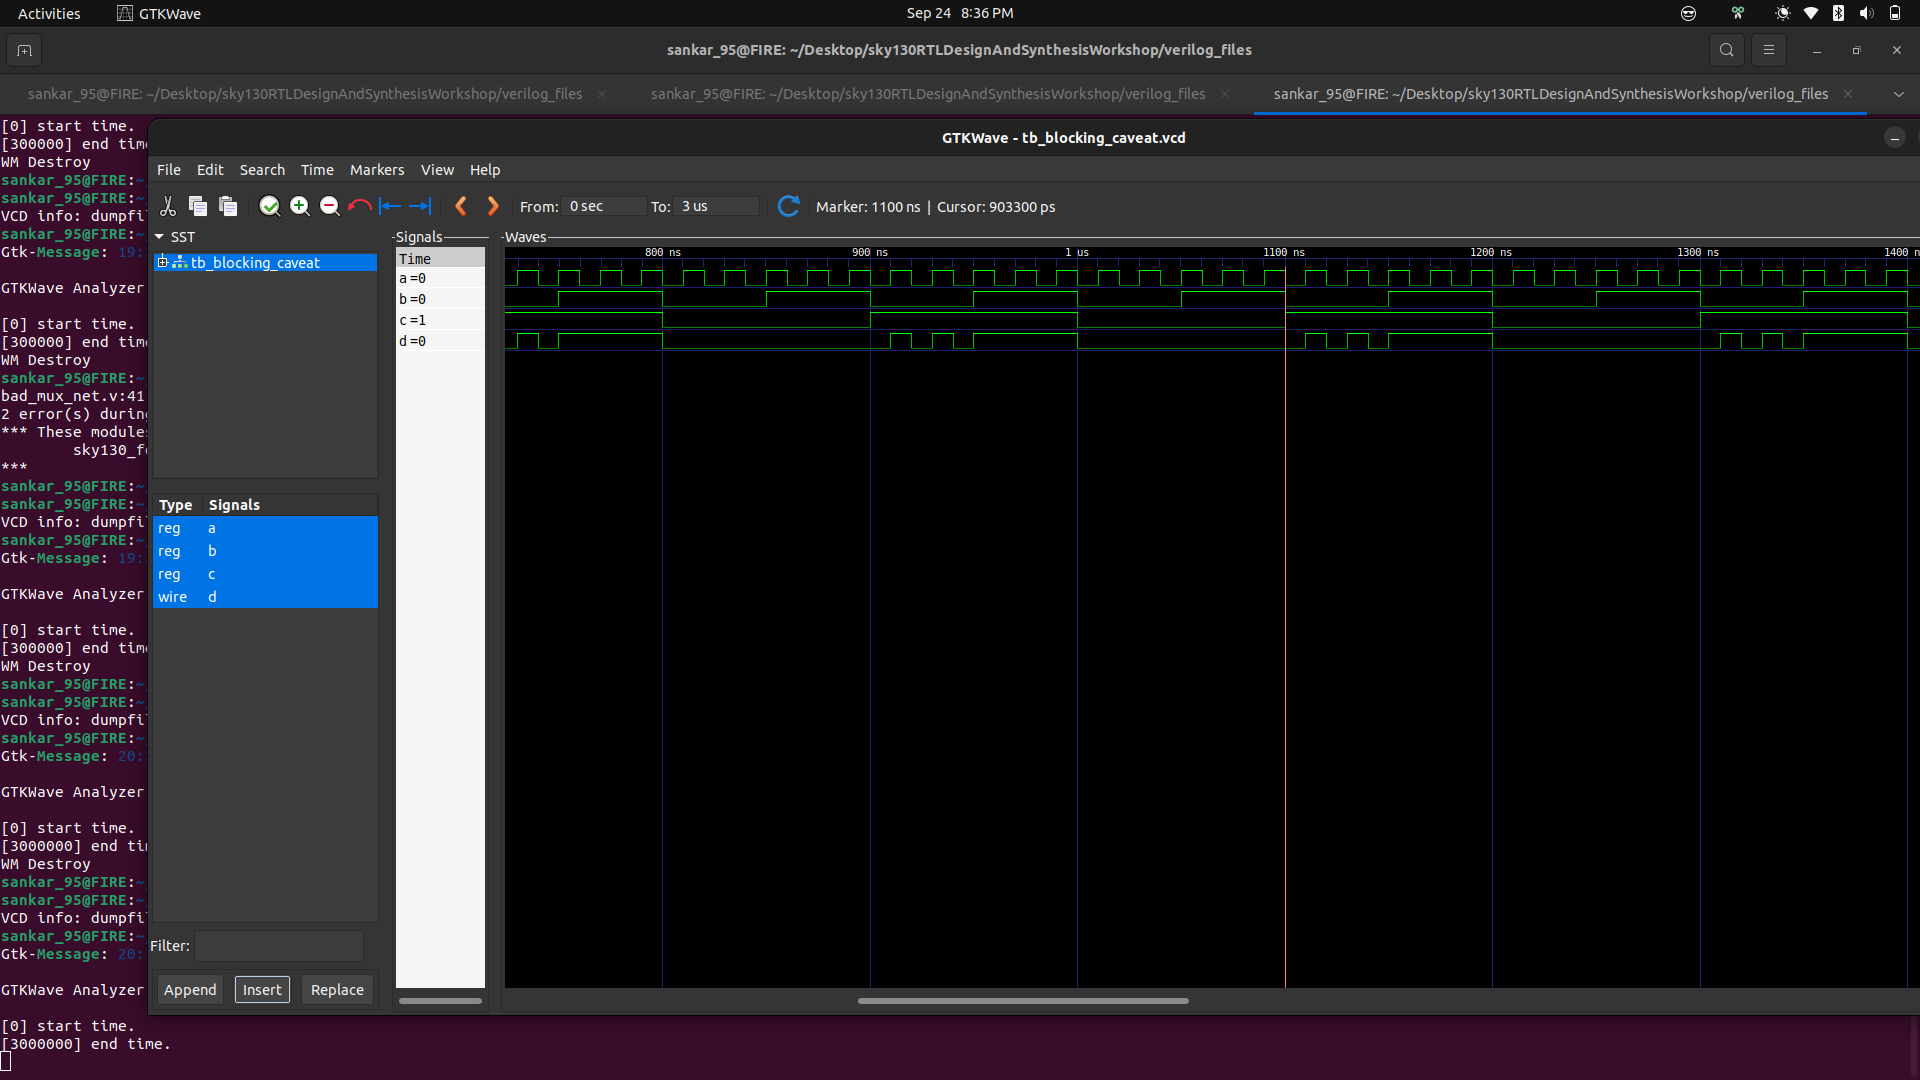 Activities GTKWave Sep 24 8:36 PM
sankar_95@FIRE: ~/Desktop/sky130RTLDesignAndSynthesisWorkshop/verilog_files
sankar_95@FIRE: ~/Desktop/sky130RTLDesignAndSynthesisWorkshop/verilog_files × sankar_95@FIRE: ~/Desktop/sky130RTLDesignAndSynthesisWorkshop/verilog_files × sankar_95@FIRE: ~/Desktop/sky130RTLDesignAndSynthesisWorkshop/verilog_files ×
[0] start time.
[300000] end time
WM Destroy
sankar_95@FIRE:~
sankar_95@FIRE:~
VCD info: dumpfil
sankar_95@FIRE:~
Gtk-Message: 19:
GTKWave Analyzer
[0] start time.
[300000] end time
WM Destroy
sankar_95@FIRE:~
bad_mux_net.v:41
2 error(s) during
*** These modules
sky130_f
***
sankar_95@FIRE:~
sankar_95@FIRE:~
VCD info: dumpfil
sankar_95@FIRE:~
Gtk-Message: 19:
GTKWave Analyzer
[0] start time.
[300000] end time
WM Destroy
sankar_95@FIRE:~
sankar_95@FIRE:~
VCD info: dumpfil
sankar_95@FIRE:~
Gtk-Message: 20:
GTKWave Analyzer
[0] start time.
[3000000] end tim
WM Destroy
sankar_95@FIRE:~
sankar_95@FIRE:~
VCD info: dumpfil
sankar_95@FIRE:~
Gtk-Message: 20:
GTKWave Analyzer
[0] start time.
[3000000] end time.
GTKWave - tb_blocking_caveat.vcd
File Edit Search Time Markers View Help
From: 0 sec To: 3 us Marker: 1100 ns | Cursor: 903300 ps
SST
tb_blocking_caveat
Type Signals
reg a
reg b
reg c
wire d
Filter:
Append Insert Replace
Signals
Time
a=0
b=0
c=1
d=0
Waves
800 ns 900 ns 1 us 1100 ns 1200 ns 1300 ns 1400 n